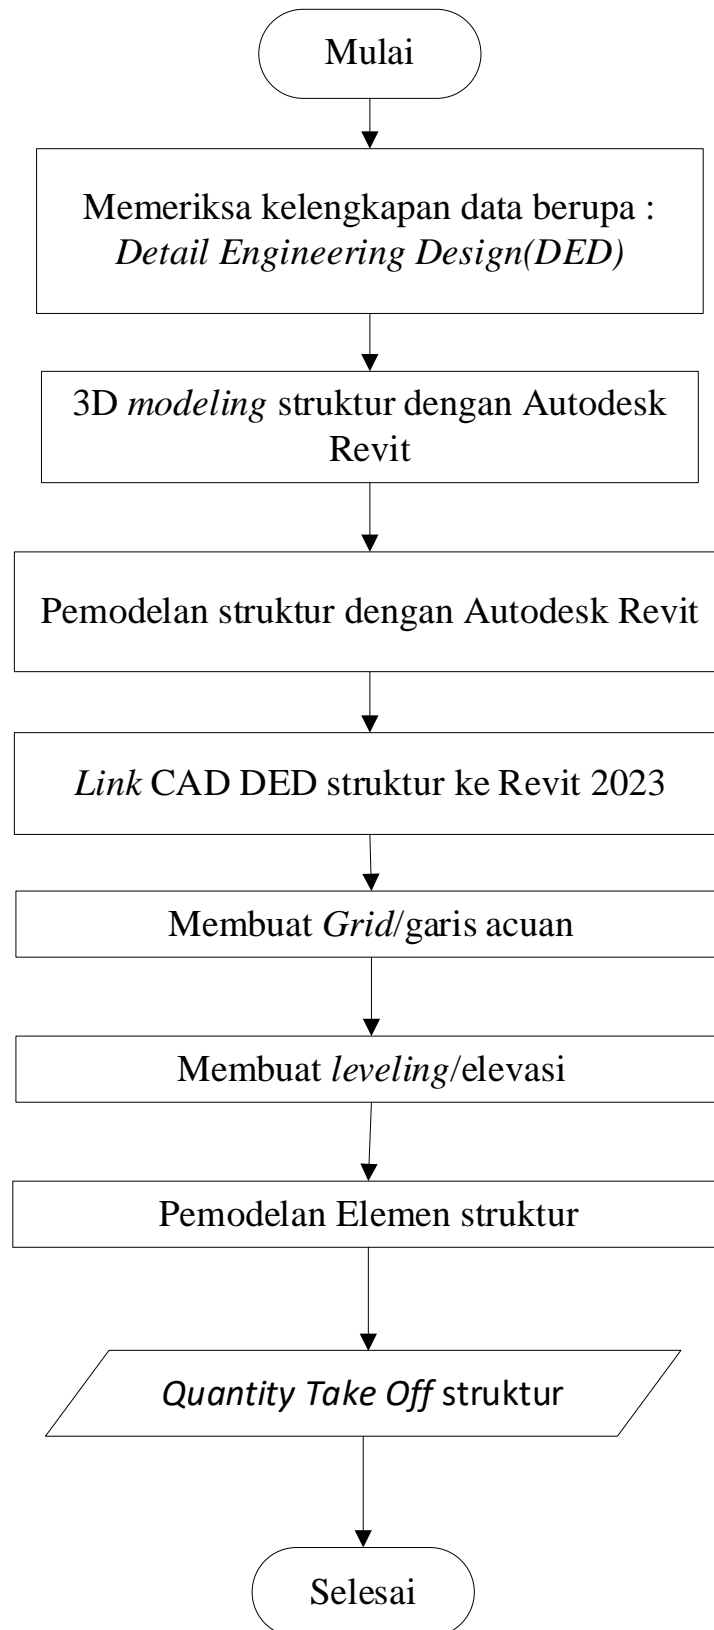 Mulai
Memeriksa kelengkapan data berupa :
Detail Engineering Design(DED)
3D modeling struktur dengan Autodesk
Revit
Pemodelan struktur dengan Autodesk Revit
Link CAD DED struktur ke Revit 2023
Membuat Grid/garis acuan
Membuat leveling/elevasi
Pemodelan Elemen struktur
Quantity Take Off struktur
Selesai